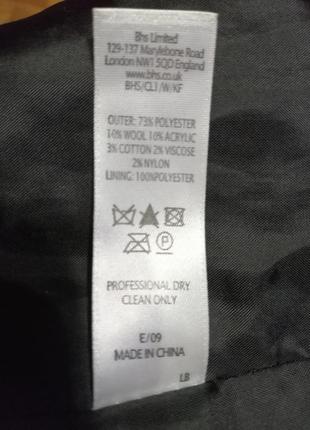 Bhs Limited
129-137 Marylebone Road
London NW1 5QD England
www.bhs.co.uk
BHS/CLI/W/KF
OUTER: 73% POLYESTER
10% WOOL 10% ACRYLIC
3% COTTON 2% VISCOSE
2% NYLON
LINING: 100%POLYESTER
P
PROFESSIONAL DRY
CLEAN ONLY
E/09
MADE IN CHINA
LB